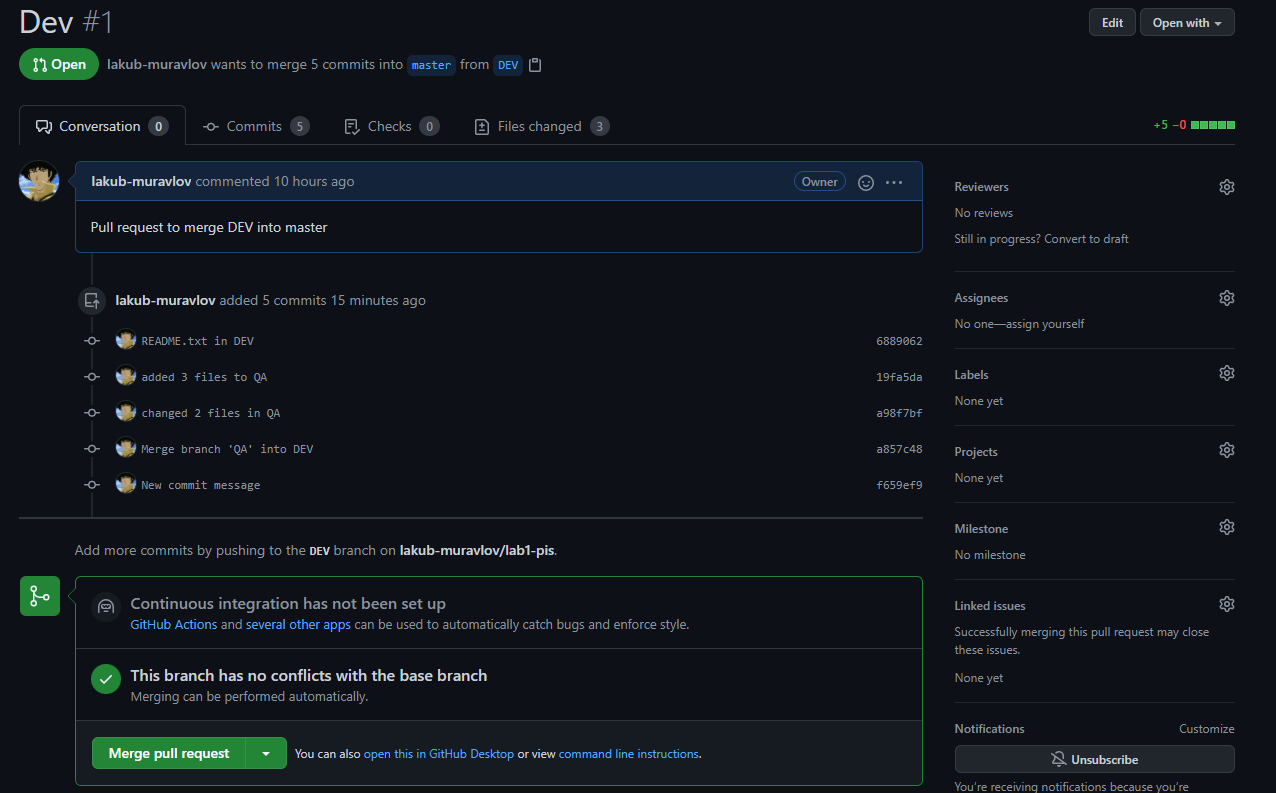 Dev #1
Edit
Open with
Open
Iakub-muravlov wants to merge 5 commits into master from DEV
Conversation 0
Commits 5
Checks 0
Files changed 3
+5 −0
Iakub-muravlov commented 10 hours ago
Owner
Pull request to merge DEV into master
Iakub-muravlov added 5 commits 15 minutes ago
README.txt in DEV 6889062
added 3 files to QA 19fa5da
changed 2 files in QA a98f7bf
Merge branch 'QA' into DEV a857c48
New commit message f659ef9
Add more commits by pushing to the DEV branch on Iakub-muravlov/lab1-pis.
Continuous integration has not been set up
GitHub Actions and several other apps can be used to automatically catch bugs and enforce style.
This branch has no conflicts with the base branch
Merging can be performed automatically.
Merge pull request
You can also open this in GitHub Desktop or view command line instructions.
Reviewers
No reviews
Still in progress? Convert to draft
Assignees
No one—assign yourself
Labels
None yet
Projects
None yet
Milestone
No milestone
Linked issues
Successfully merging this pull request may close
these issues.
None yet
Notifications
Customize
Unsubscribe
You're receiving notifications because you're